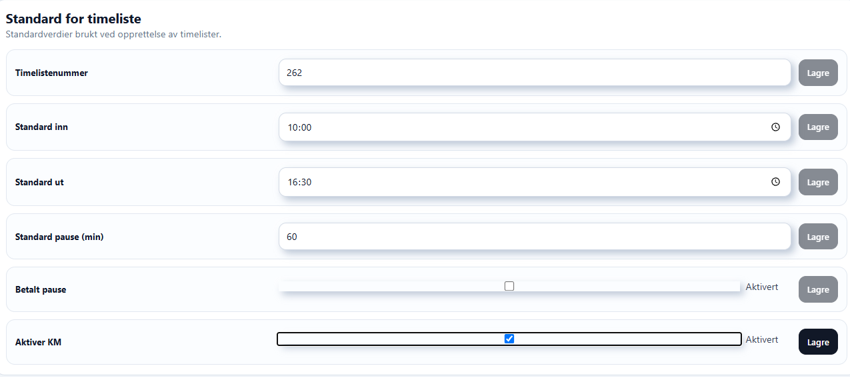 Standard for timeliste
Standardverdier brukt ved opprettelse av timelister.
Timelistenummer 262 Lagre
Standard inn 10:00 Lagre
Standard ut 16:30 Lagre
Standard pause (min) 60 Lagre
Betalt pause Aktivert Lagre
Aktiver KM Aktivert Lagre